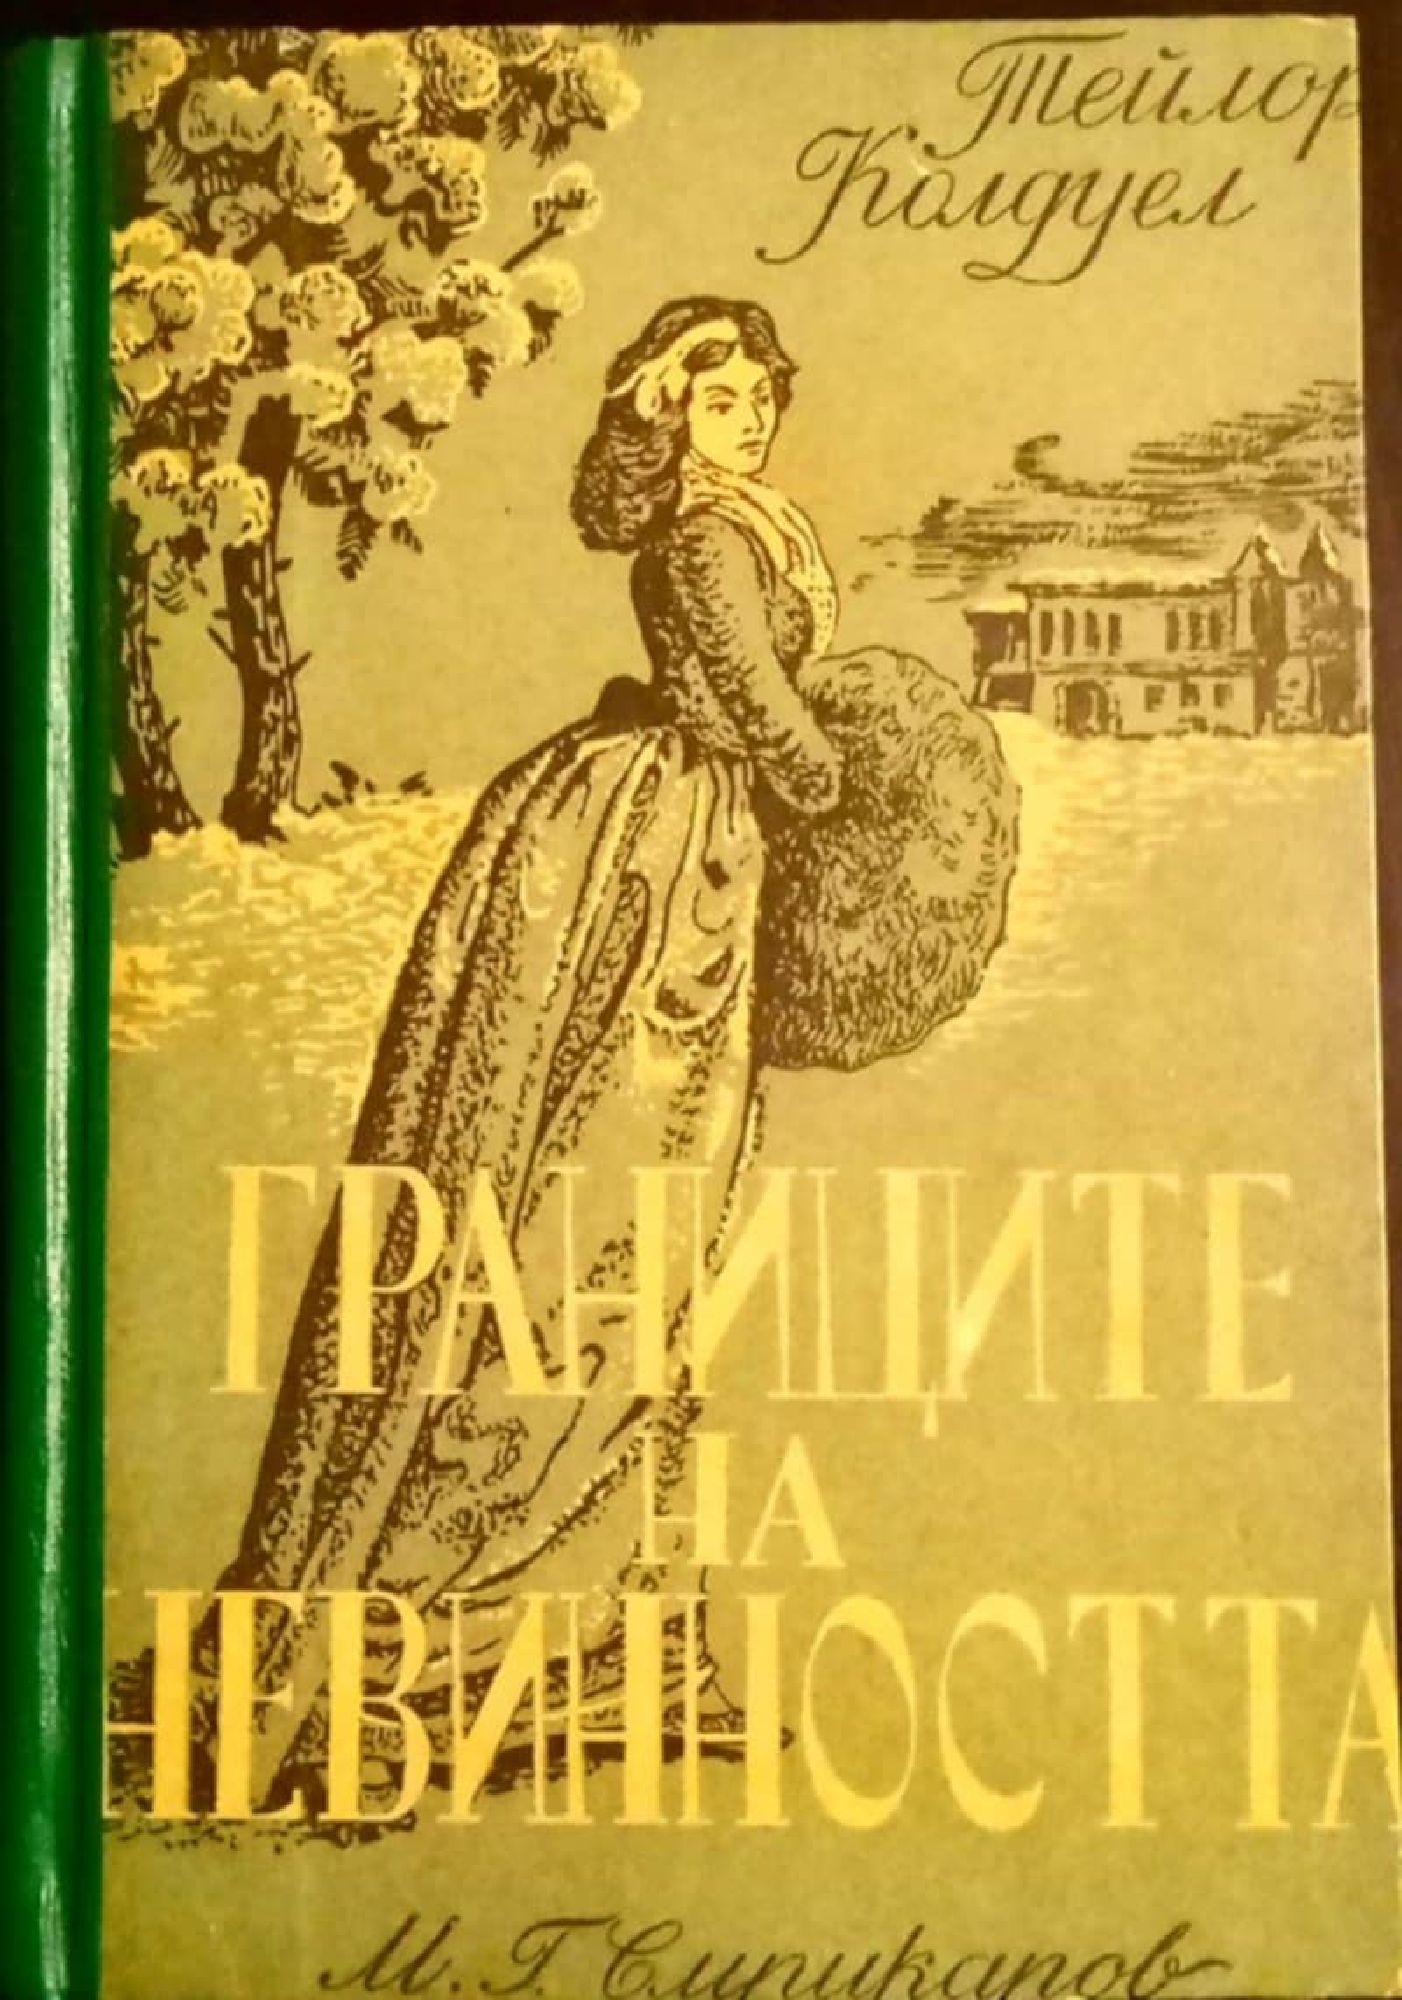 Тейлор
Колдуел
ГРАНИЦИТЕ
НА
НЕВИННОСТТА
М. Г. Смрикаров